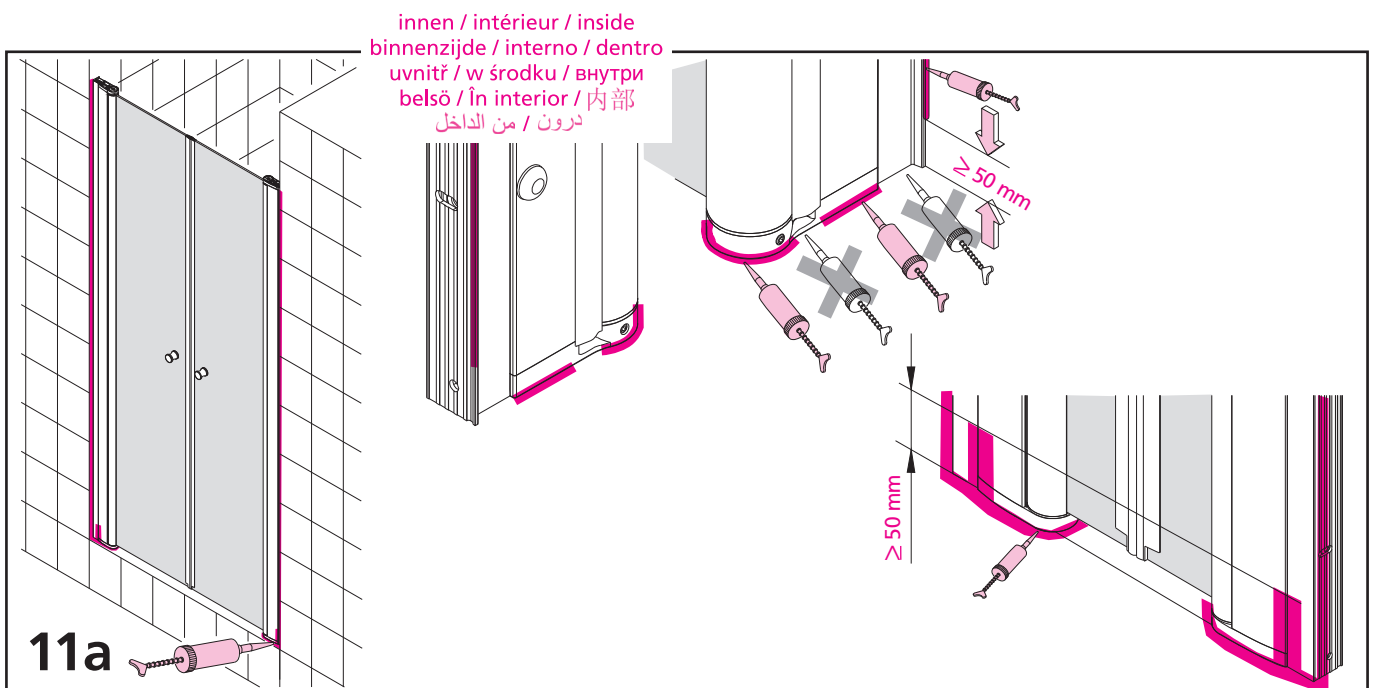 innen / intérieur / inside
binnenzijde / interno / dentro
uvnitř / w środku / внутри
belsö / În interior / 内部
درون / من الداخل
≥ 50 mm
≥ 50 mm
11a